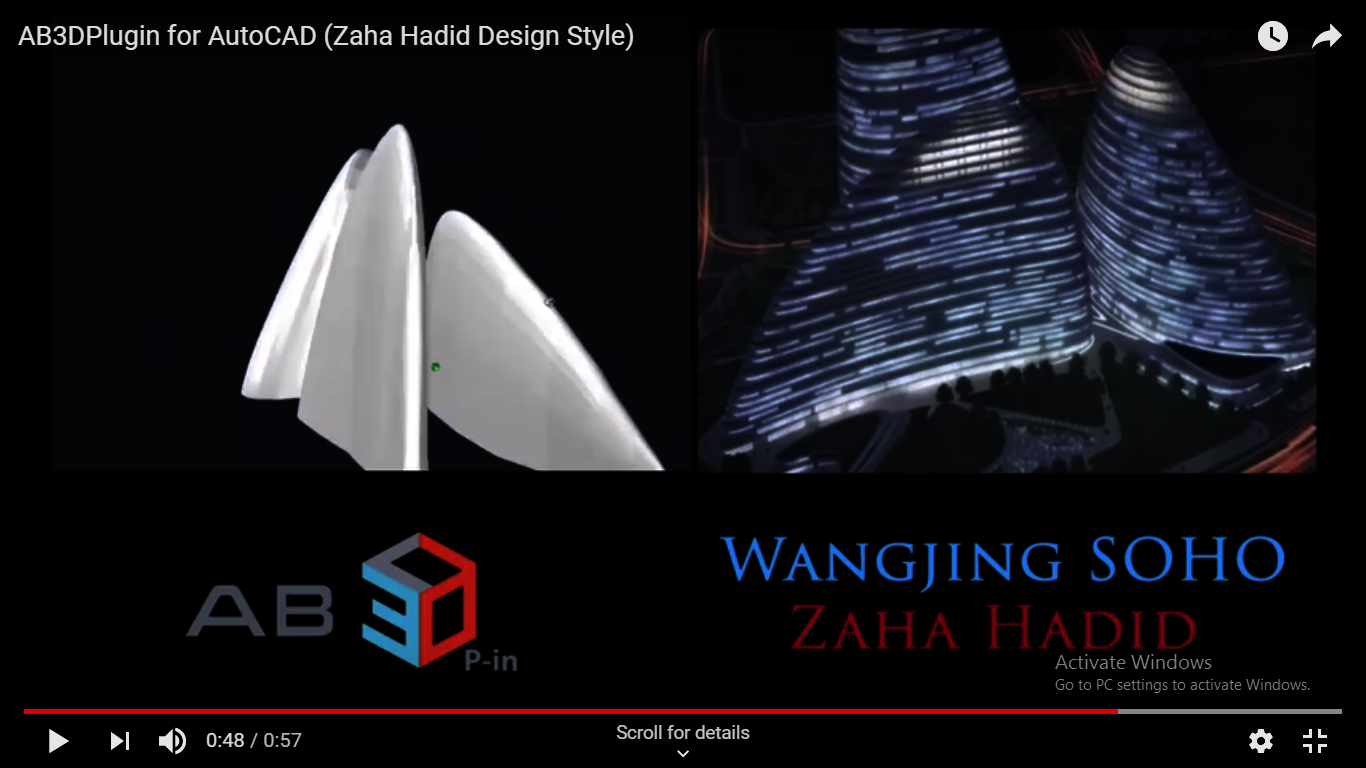 AB3DPlugin for AutoCAD (Zaha Hadid Design Style)
AB 3D
P-in
WANGJING SOHO
ZAHA HADID
Activate Windows
Go to PC settings to activate Windows.
0:48 / 0:57
Scroll for details